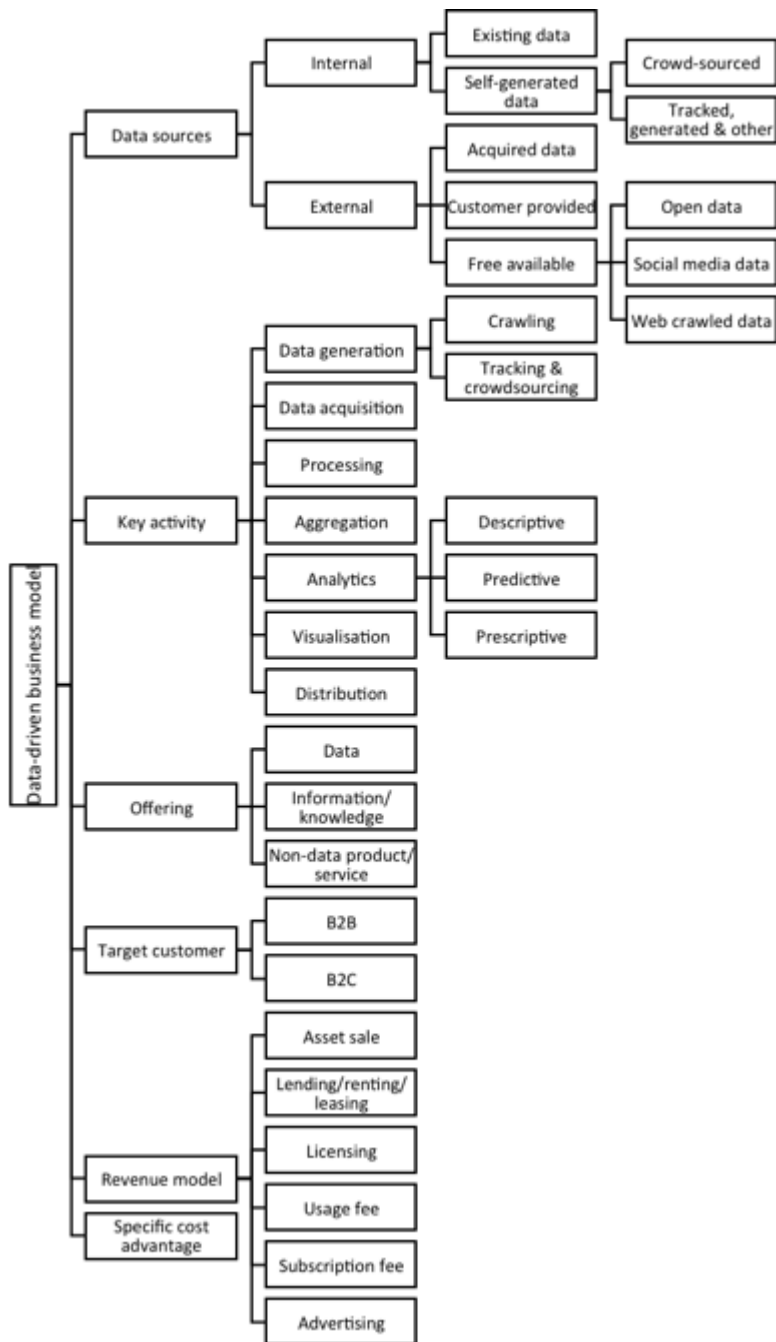 Data-driven business model
Data sources
Internal
Existing data
Self-generated
data
Crowd-sourced
Tracked,
generated & other
External
Acquired data
Customer provided
Free available
Open data
Social media data
Web crawled data
Key activity
Data generation
Crawling
Tracking &
crowdsourcing
Data acquisition
Processing
Aggregation
Analytics
Descriptive
Predictive
Prescriptive
Visualisation
Distribution
Offering
Data
Information/
knowledge
Non-data product/
service
Target customer
B2B
B2C
Revenue model
Asset sale
Lending/renting/
leasing
Licensing
Usage fee
Subscription fee
Advertising
Specific cost
advantage